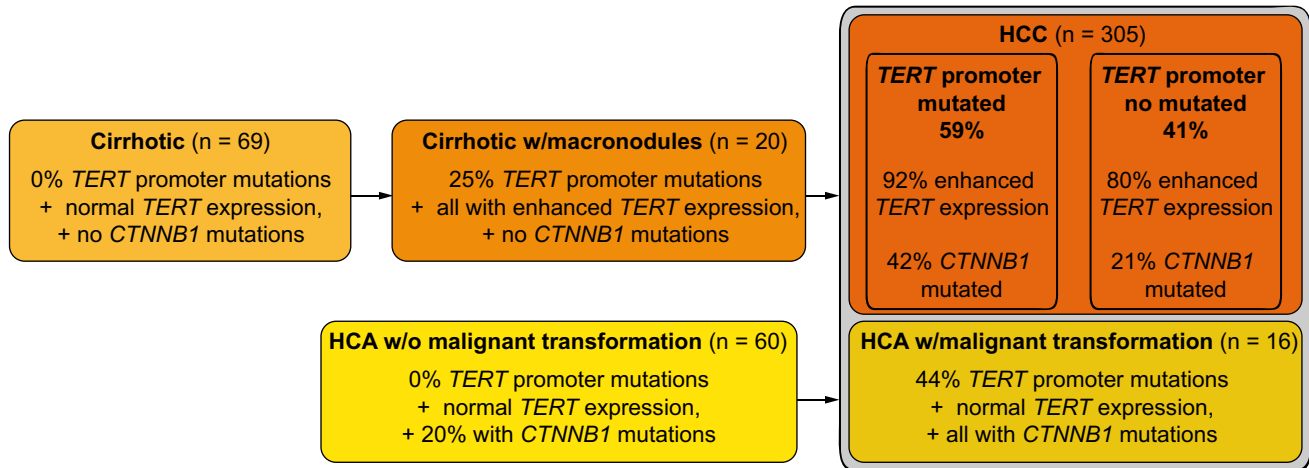 Cirrhotic (n = 69)
0% TERT promoter mutations
+ normal TERT expression,
+ no CTNNB1 mutations
Cirrhotic w/macronodules (n = 20)
25% TERT promoter mutations
+ all with enhanced TERT expression,
+ no CTNNB1 mutations
HCC (n = 305)
TERT promoter
mutated
59%
92% enhanced
TERT expression
42% CTNNB1
mutated
TERT promoter
no mutated
41%
80% enhanced
TERT expression
21% CTNNB1
mutated
HCA w/o malignant transformation (n = 60)
0% TERT promoter mutations
+ normal TERT expression,
+ 20% with CTNNB1 mutations
HCA w/malignant transformation (n = 16)
44% TERT promoter mutations
+ normal TERT expression,
+ all with CTNNB1 mutations